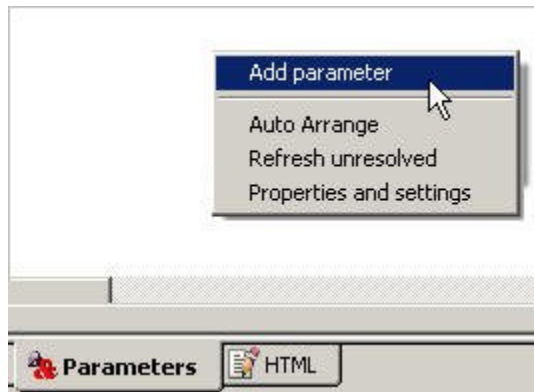 Add parameter
Auto Arrange
Refresh unresolved
Properties and settings
Parameters HTML